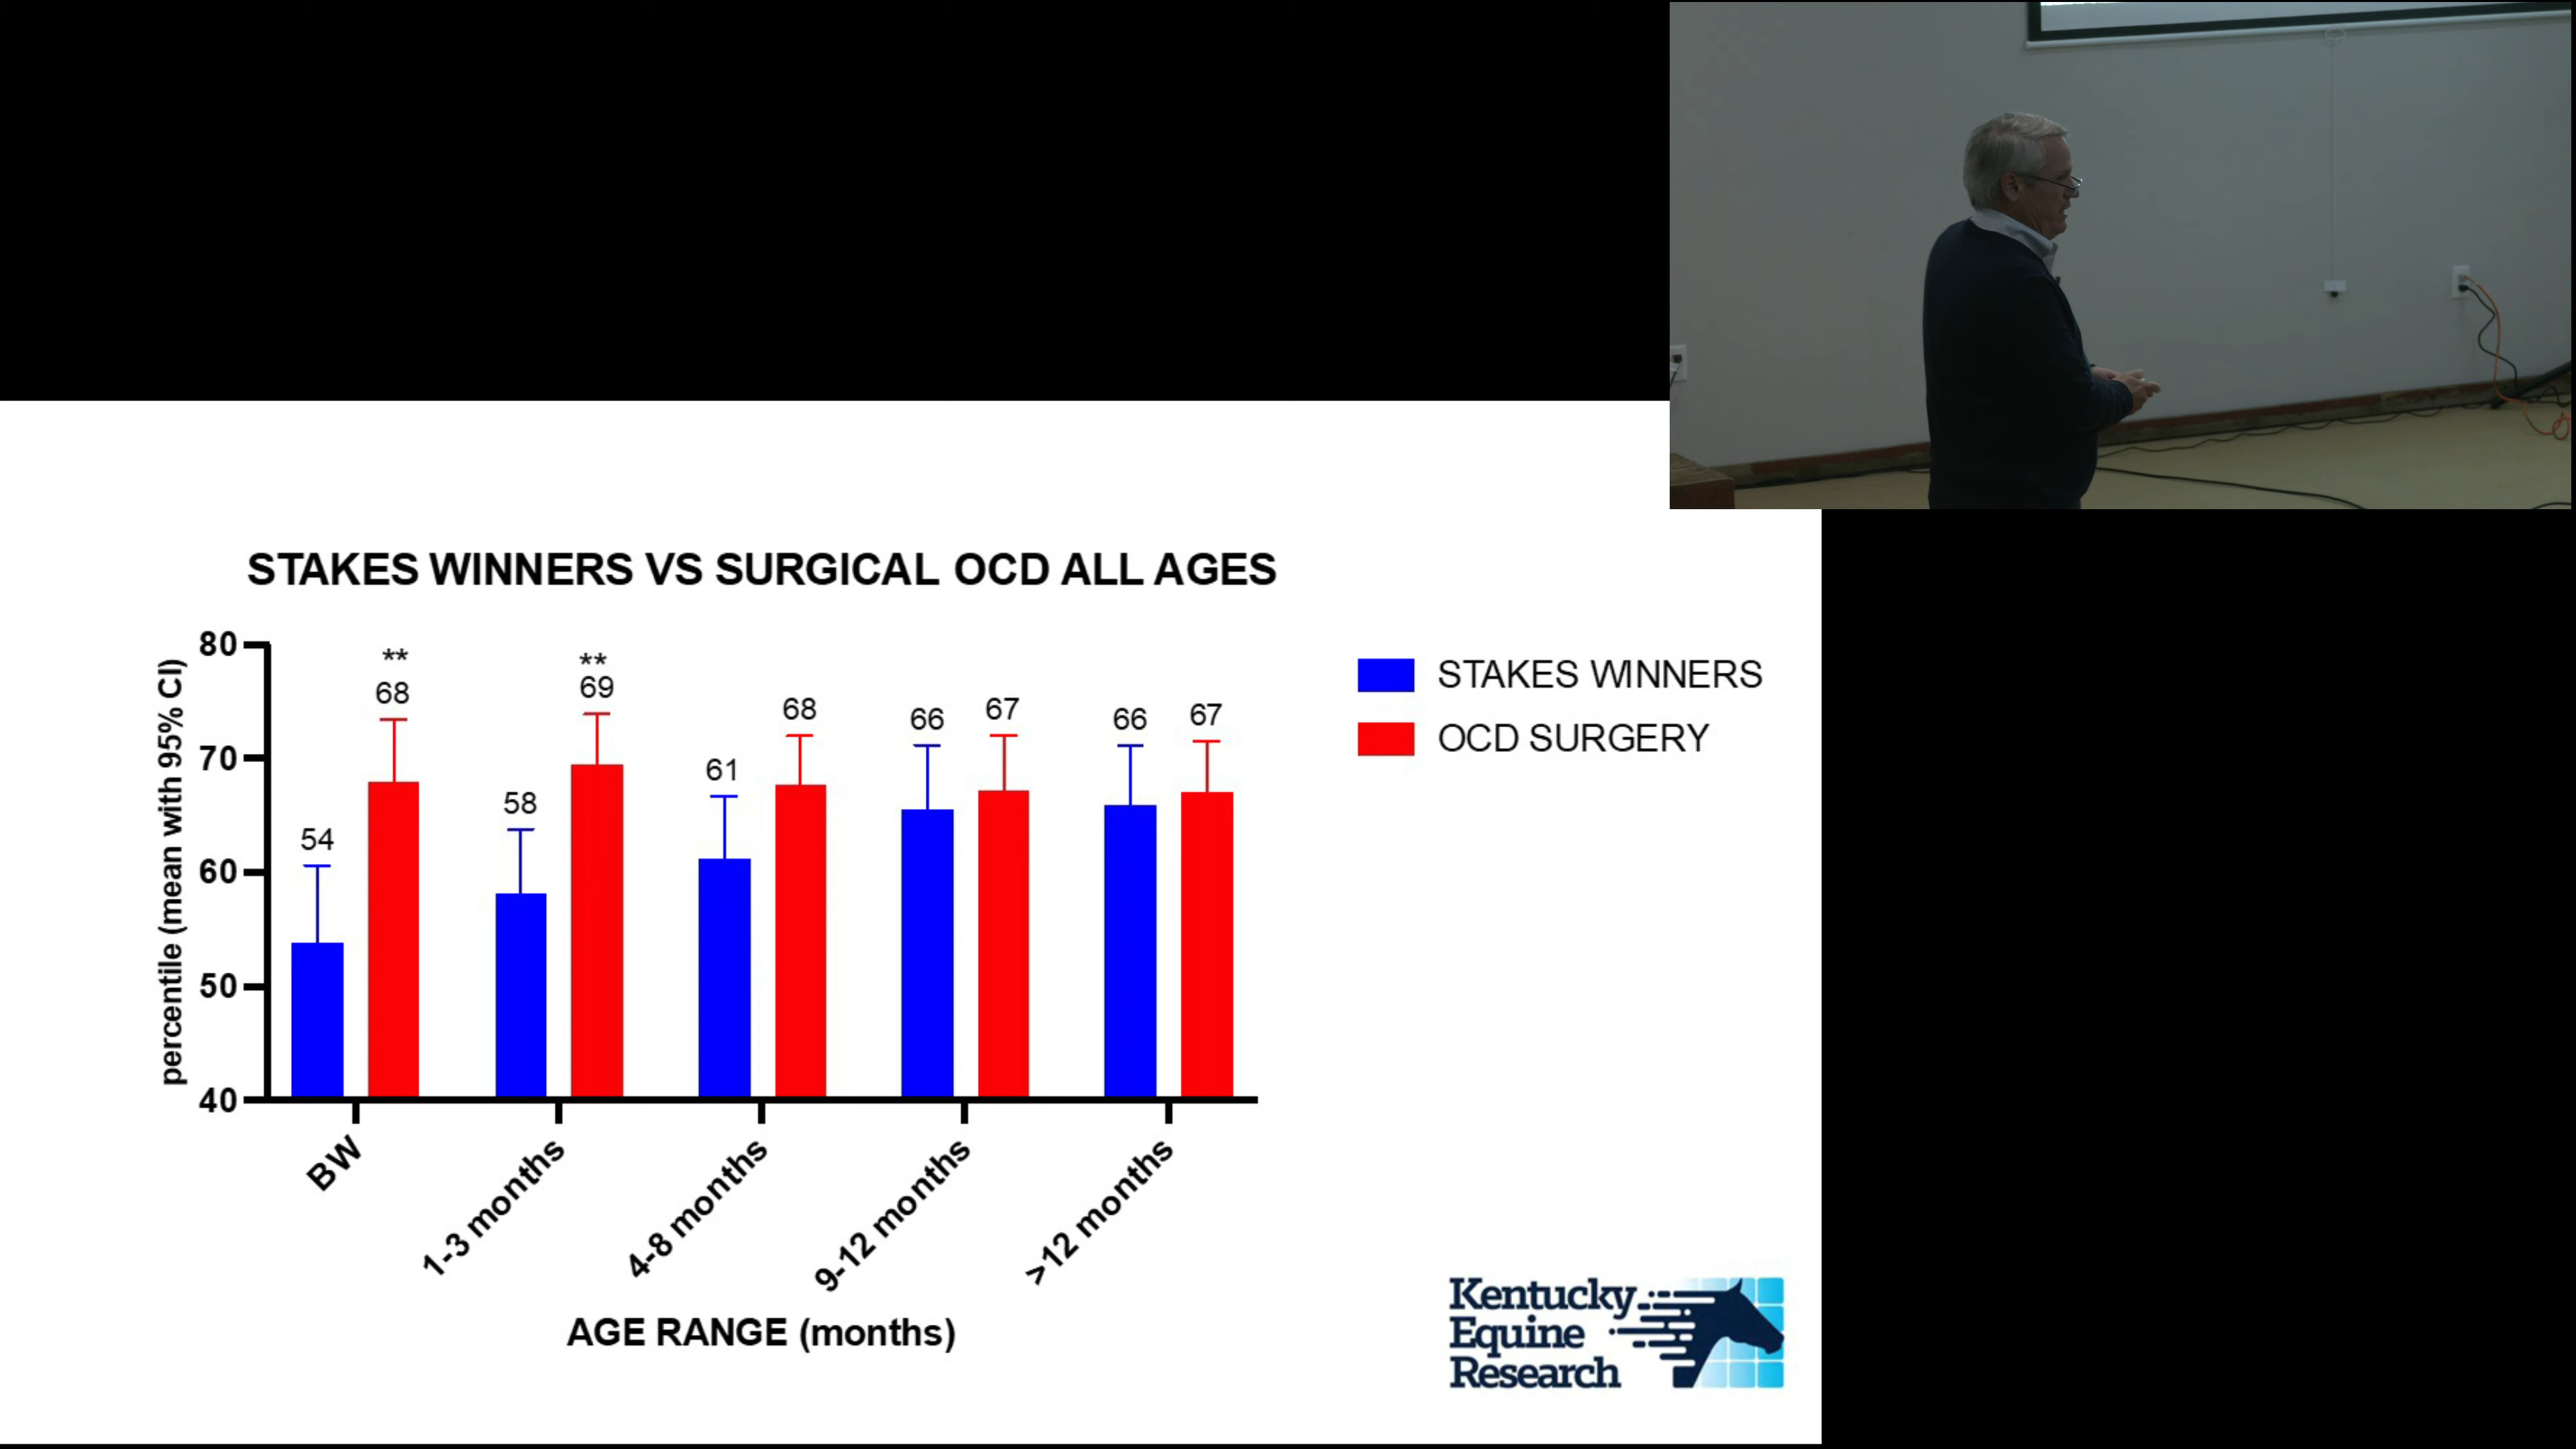 STAKES WINNERS VS SURGICAL OCD ALL AGES
percentile (mean with 95% CI)
80
70
60
50
40
**
68
54
**
69
58
68
61
66
67
66
67
STAKES WINNERS
OCD SURGERY
BW
1-3 months
4-8 months
9-12 months
>12 months
AGE RANGE (months)
Kentucky
Equine
Research